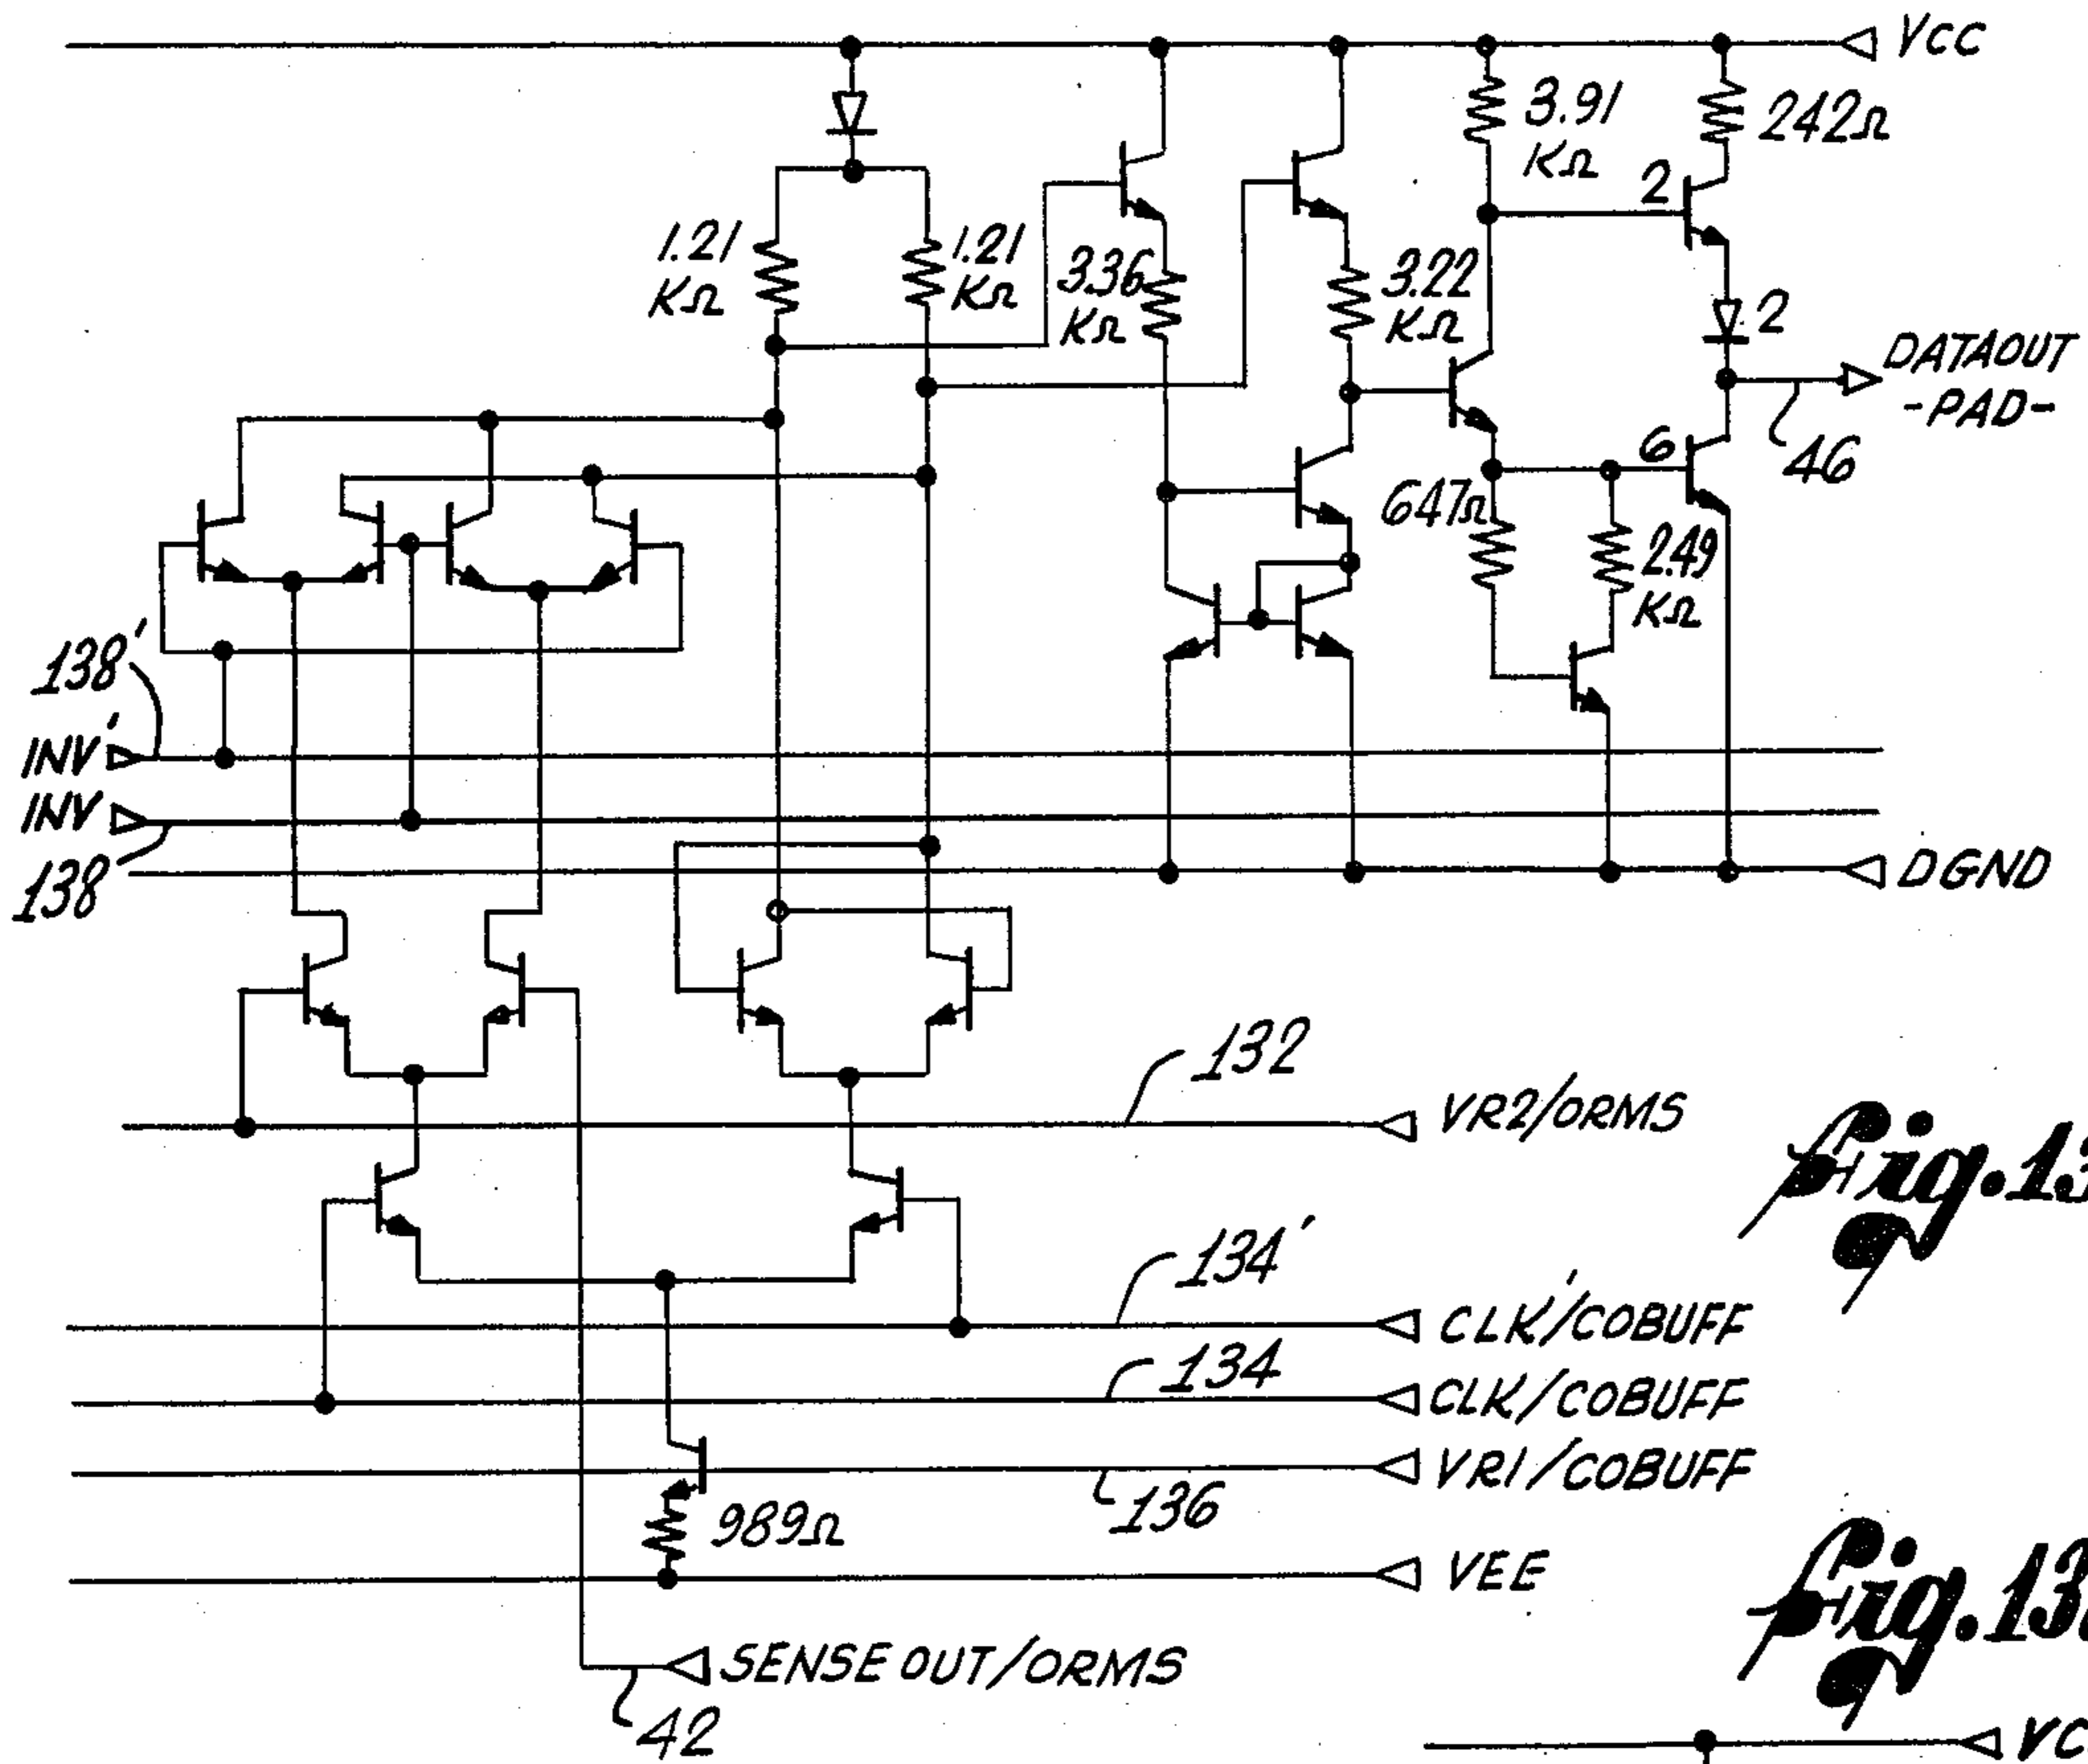 VCC
3.91
KΩ
242Ω
2
1.21
KΩ
1.21
KΩ
3.36
KΩ
3.22
KΩ
2
DATAOUT
-PAD-
46
6
647Ω
2.49
KΩ
138'
INV'
INV
138
DGND
132
VR2/ORMS
134'
CLK'/COBUFF
134
CLK/COBUFF
VR1/COBUFF
136
989Ω
VEE
SENSE OUT/ORMS
42